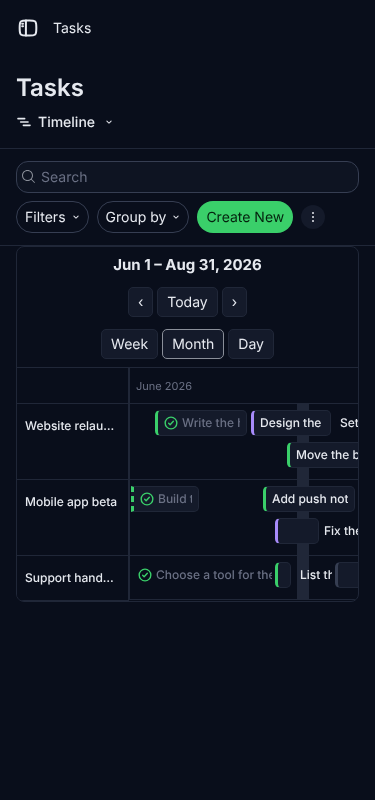 Tasks
Tasks
Timeline
Search
Filters
Group by
Create New
Jun 1 – Aug 31, 2026
‹ Today ›
Week Month Day
June 2026
Website relau...
Write the
Design the
Set
Move the b
Mobile app beta
Build
Add push not
Fix the
Support hand...
Choose a tool for the
List th